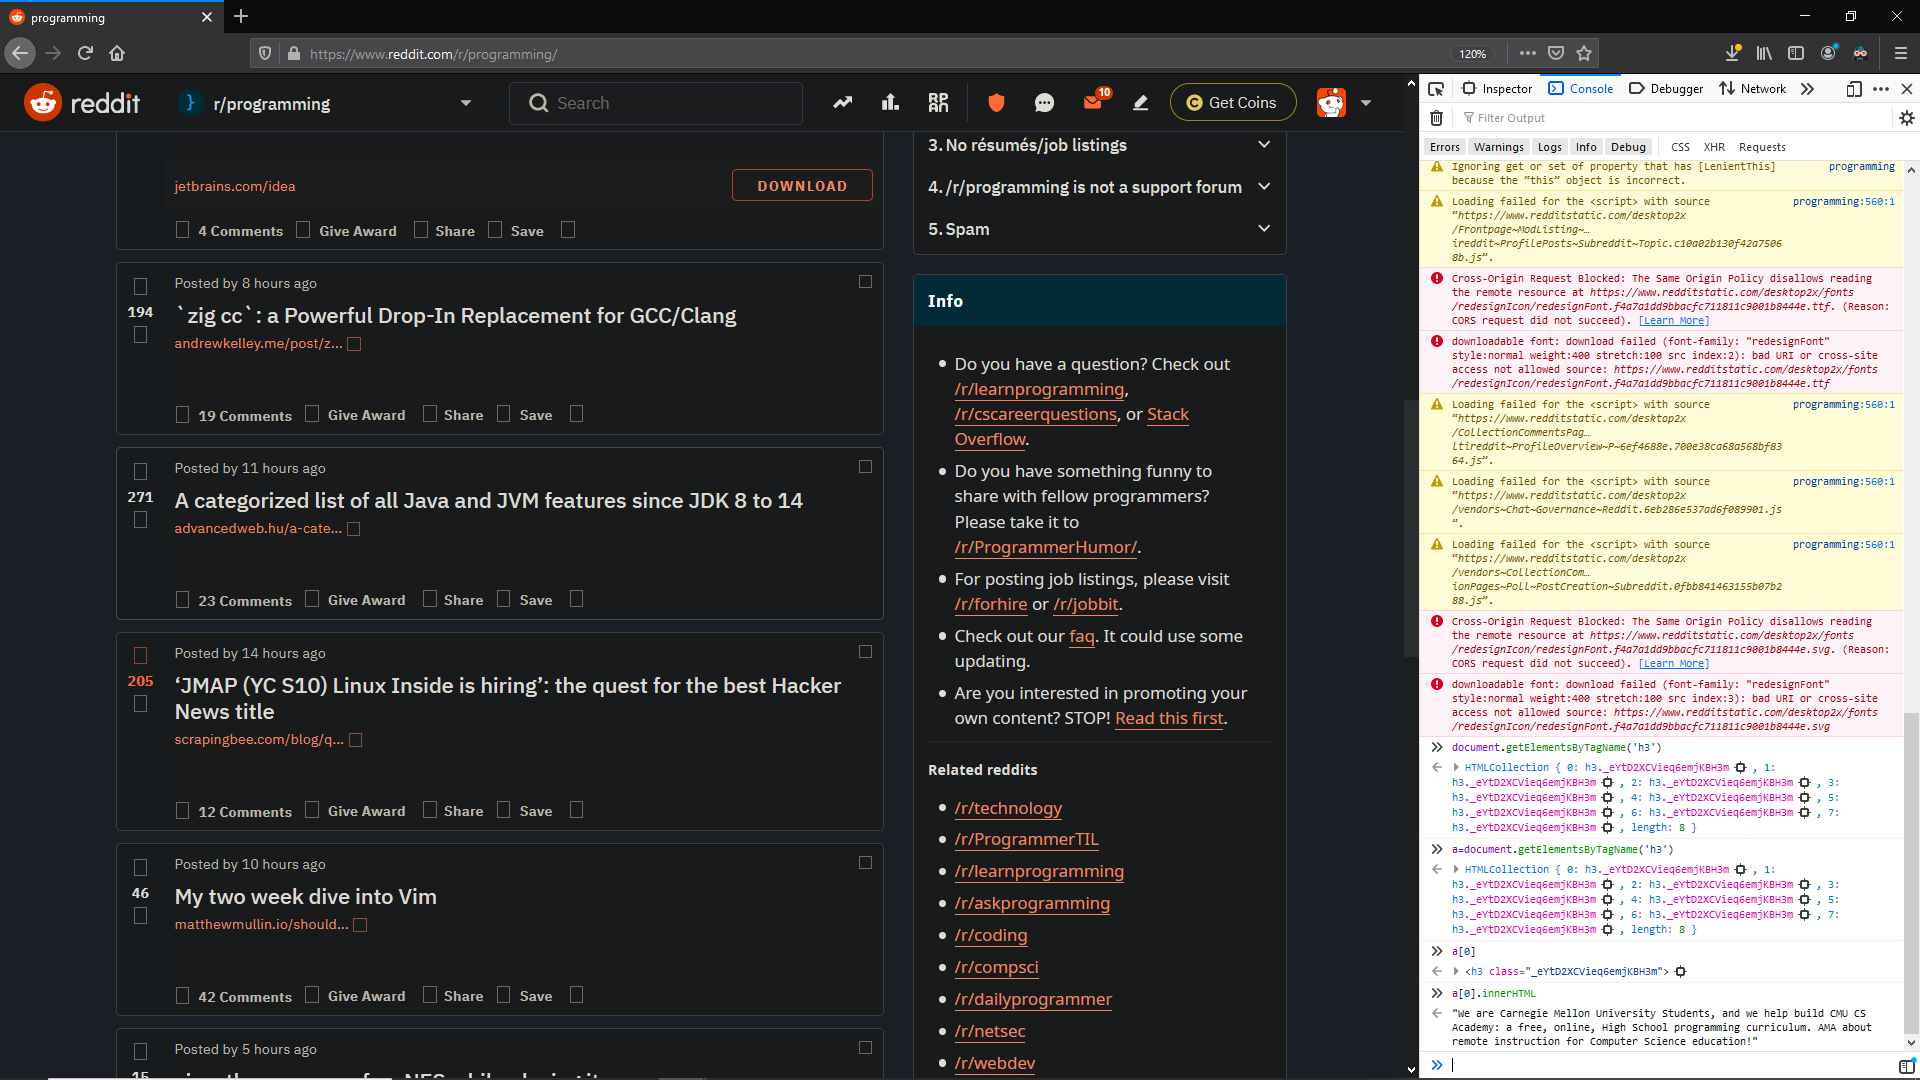 programming
https://www.reddit.com/r/programming/
120%
reddit
r/programming
Search
10
Get Coins
jetbrains.com/idea
DOWNLOAD
4 Comments
Give Award
Share
Save
194
Posted by 8 hours ago
`zig cc`: a Powerful Drop-In Replacement for GCC/Clang
andrewkelley.me/post/z...
19 Comments
Give Award
Share
Save
271
Posted by 11 hours ago
A categorized list of all Java and JVM features since JDK 8 to 14
advancedweb.hu/a-cate...
23 Comments
Give Award
Share
Save
205
Posted by 14 hours ago
‘JMAP (YC S10) Linux Inside is hiring’: the quest for the best Hacker
News title
scrapingbee.com/blog/q...
12 Comments
Give Award
Share
Save
46
Posted by 10 hours ago
My two week dive into Vim
matthewmullin.io/should...
42 Comments
Give Award
Share
Save
15
Posted by 5 hours ago
3. No résumés/job listings
4. /r/programming is not a support forum
5. Spam
Info
Do you have a question? Check out
/r/learnprogramming,
/r/cscareerquestions, or Stack
Overflow.
Do you have something funny to
share with fellow programmers?
Please take it to
/r/ProgrammerHumor/.
For posting job listings, please visit
/r/forhire or /r/jobbit.
Check out our faq. It could use some
updating.
Are you interested in promoting your
own content? STOP! Read this first.
Related reddits
/r/technology
/r/ProgrammerTIL
/r/learnprogramming
/r/askprogramming
/r/coding
/r/compsci
/r/dailyprogrammer
/r/netsec
/r/webdev
Inspector
Console
Debugger
Network
Filter Output
Errors
Warnings
Logs
Info
Debug
CSS
XHR
Requests
Ignoring get or set of property that has [LenientThis] programming
because the “this” object is incorrect.
Loading failed for the <script> with source programming:560:1
“https://www.redditstatic.com/desktop2x
/Frontpage~ModListing~…
ireddit~ProfilePosts~Subreddit~Topic.c10a02b130f42a7506
8b.js”.
Cross-Origin Request Blocked: The Same Origin Policy disallows reading
the remote resource at https://www.redditstatic.com/desktop2x/fonts
/redesignIcon/redesignFont.f4a7a1dd9bbacfc711811c9001b8444e.ttf. (Reason:
CORS request did not succeed). [Learn More]
downloadable font: download failed (font-family: "redesignFont"
style:normal weight:400 stretch:100 src index:2): bad URI or cross-site
access not allowed source: https://www.redditstatic.com/desktop2x/fonts
/redesignIcon/redesignFont.f4a7a1dd9bbacfc711811c9001b8444e.ttf
Loading failed for the <script> with source programming:560:1
“https://www.redditstatic.com/desktop2x
/CollectionCommentsPag…
ltireddit~ProfileOverview~P~6ef4688e.700e38ca68a568bf83
64.js”.
Loading failed for the <script> with source programming:560:1
“https://www.redditstatic.com/desktop2x
/vendors~Chat~Governance~Reddit.6eb286e537ad6f089901.js
”.
Loading failed for the <script> with source programming:560:1
“https://www.redditstatic.com/desktop2x
/vendors~CollectionCom…
ionPages~Poll~PostCreation~Subreddit.0fbb841463155b07b2
88.js”.
Cross-Origin Request Blocked: The Same Origin Policy disallows reading
the remote resource at https://www.redditstatic.com/desktop2x/fonts
/redesignIcon/redesignFont.f4a7a1dd9bbacfc711811c9001b8444e.svg. (Reason:
CORS request did not succeed). [Learn More]
downloadable font: download failed (font-family: "redesignFont"
style:normal weight:400 stretch:100 src index:3): bad URI or cross-site
access not allowed source: https://www.redditstatic.com/desktop2x/fonts
/redesignIcon/redesignFont.f4a7a1dd9bbacfc711811c9001b8444e.svg
document.getElementsByTagName('h3')
HTMLCollection { 0: h3._eYtD2XCVieq6emjKBH3m , 1:
h3._eYtD2XCVieq6emjKBH3m , 2: h3._eYtD2XCVieq6emjKBH3m , 3:
h3._eYtD2XCVieq6emjKBH3m , 4: h3._eYtD2XCVieq6emjKBH3m , 5:
h3._eYtD2XCVieq6emjKBH3m , 6: h3._eYtD2XCVieq6emjKBH3m , 7:
h3._eYtD2XCVieq6emjKBH3m , length: 8 }
a=document.getElementsByTagName('h3')
HTMLCollection { 0: h3._eYtD2XCVieq6emjKBH3m , 1:
h3._eYtD2XCVieq6emjKBH3m , 2: h3._eYtD2XCVieq6emjKBH3m , 3:
h3._eYtD2XCVieq6emjKBH3m , 4: h3._eYtD2XCVieq6emjKBH3m , 5:
h3._eYtD2XCVieq6emjKBH3m , 6: h3._eYtD2XCVieq6emjKBH3m , 7:
h3._eYtD2XCVieq6emjKBH3m , length: 8 }
a[0]
<h3 class="_eYtD2XCVieq6emjKBH3m">
a[0].innerHTML
"We are Carnegie Mellon University Students, and we help build CMU CS
Academy: a free, online, High School programming curriculum. AMA about
remote instruction for Computer Science education!"